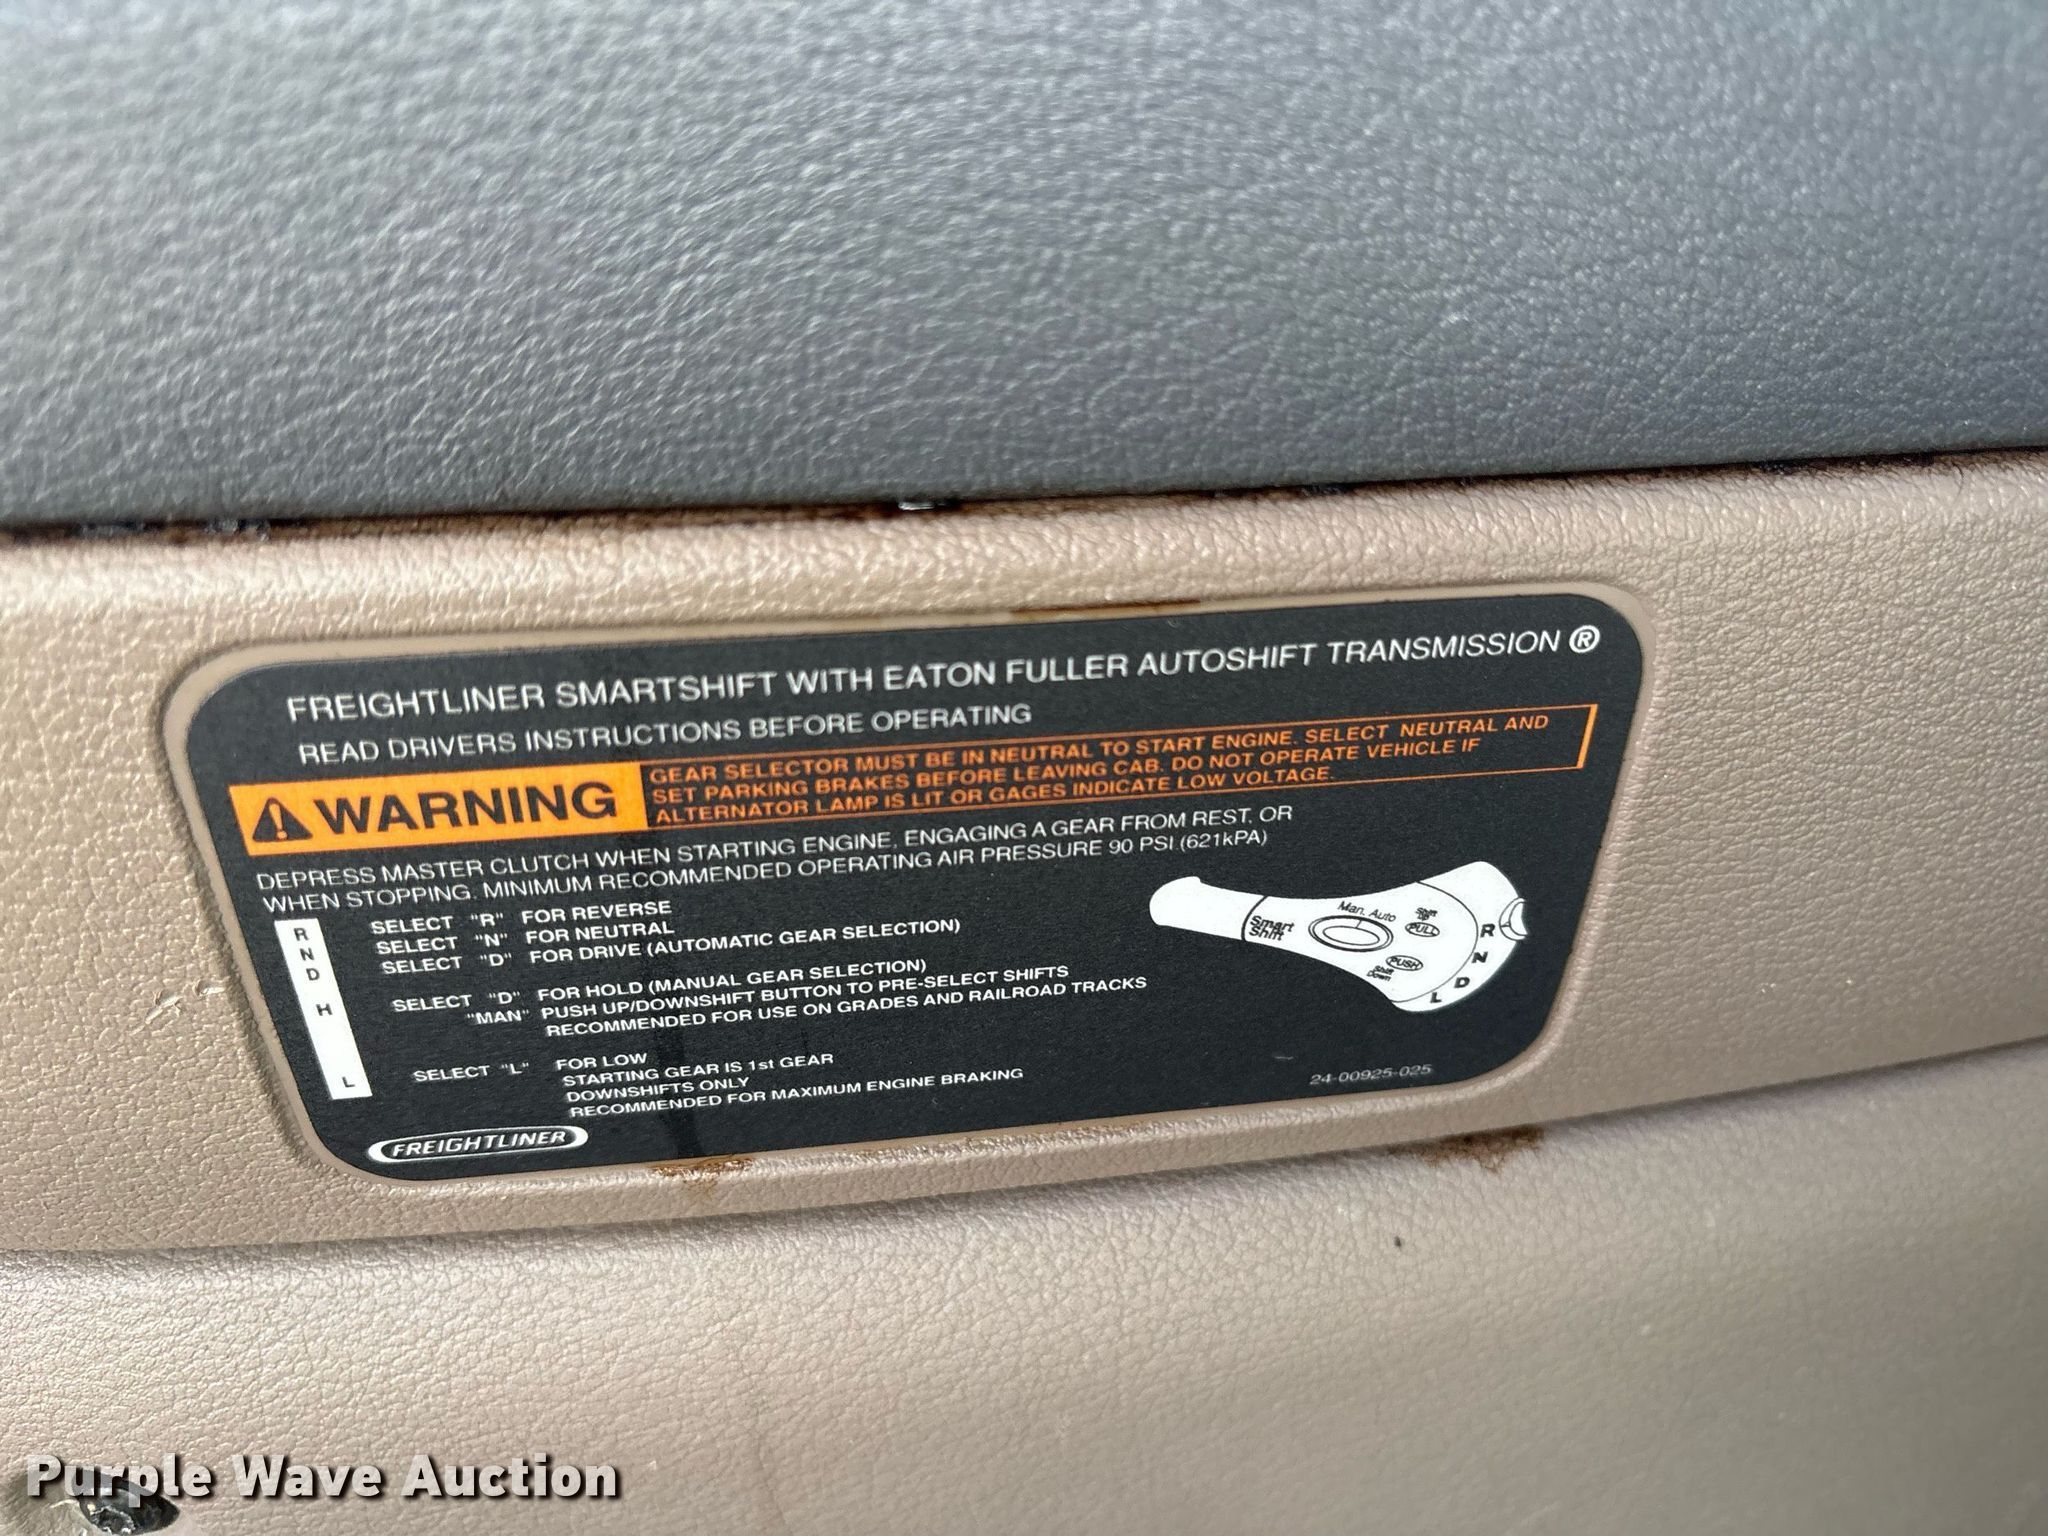 FREIGHTLINER SMARTSHIFT WITH EATON FULLER AUTOSHIFT TRANSMISSION ®
READ DRIVERS INSTRUCTIONS BEFORE OPERATING
WARNING
GEAR SELECTOR MUST BE IN NEUTRAL TO START ENGINE. SELECT NEUTRAL AND
SET PARKING BRAKES BEFORE LEAVING CAB. DO NOT OPERATE VEHICLE IF
ALTERNATOR LAMP IS LIT OR GAGES INDICATE LOW VOLTAGE.
DEPRESS MASTER CLUTCH WHEN STARTING ENGINE, ENGAGING A GEAR FROM REST, OR
WHEN STOPPING. MINIMUM RECOMMENDED OPERATING AIR PRESSURE 90 PSI (621kPA)
R
N
D
H
L
SELECT "R" FOR REVERSE
SELECT "N" FOR NEUTRAL
SELECT "D" FOR DRIVE (AUTOMATIC GEAR SELECTION)
SELECT "D" FOR HOLD (MANUAL GEAR SELECTION)
"MAN" PUSH UP/DOWNSHIFT BUTTON TO PRE-SELECT SHIFTS
RECOMMENDED FOR USE ON GRADES AND RAILROAD TRACKS
SELECT "L" FOR LOW
STARTING GEAR IS 1st GEAR
DOWNSHIFTS ONLY
RECOMMENDED FOR MAXIMUM ENGINE BRAKING
Smart
Shift
Man. Auto
Shift
Up
PULL
PUSH
Shift
Down
R
N
D
L
24-00925-025
FREIGHTLINER
Purple Wave Auction